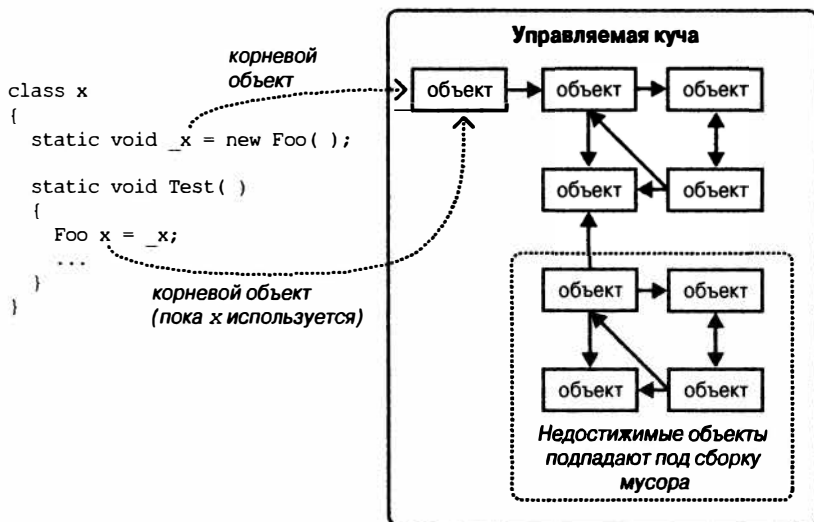 корневой
объект
class x
{
static void _x = new Foo( );
static void Test( )
{
Foo x = _x;
...
}
}
корневой объект
(пока x используется)
Управляемая куча
объект
объект
объект
объект
объект
объект
объект
объект
объект
Недостижимые объекты
подпадают под сборку
мусора